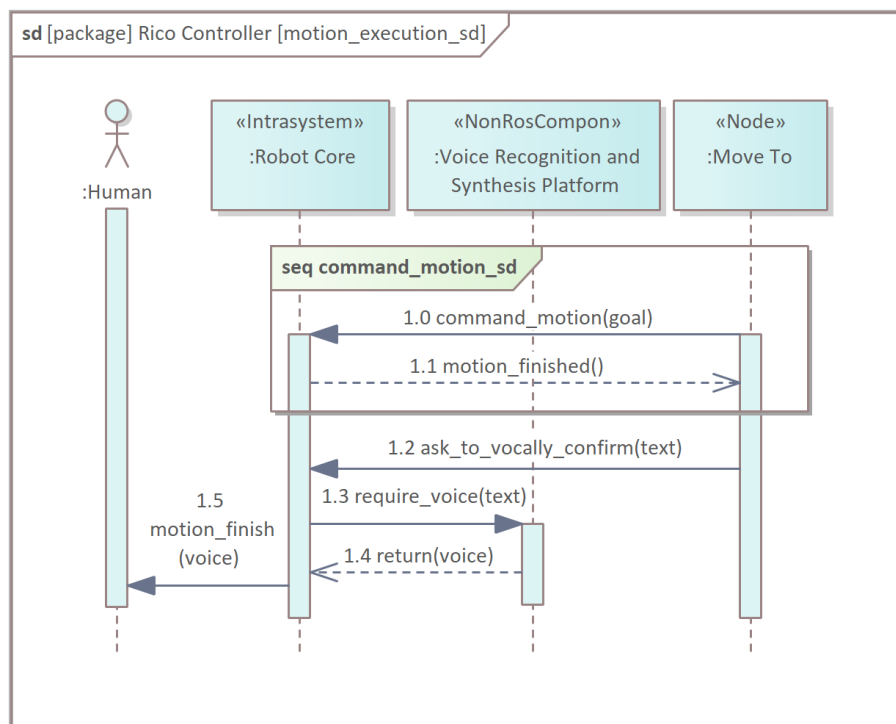 sd [package] Rico Controller [motion_execution_sd]
:Human
«Intrasystem»
:Robot Core
«NonRosCompon»
:Voice Recognition and
Synthesis Platform
«Node»
:Move To
seq command_motion_sd
1.0 command_motion(goal)
1.1 motion_finished()
1.2 ask_to_vocally_confirm(text)
1.3 require_voice(text)
1.4 return(voice)
1.5
motion_finish
(voice)